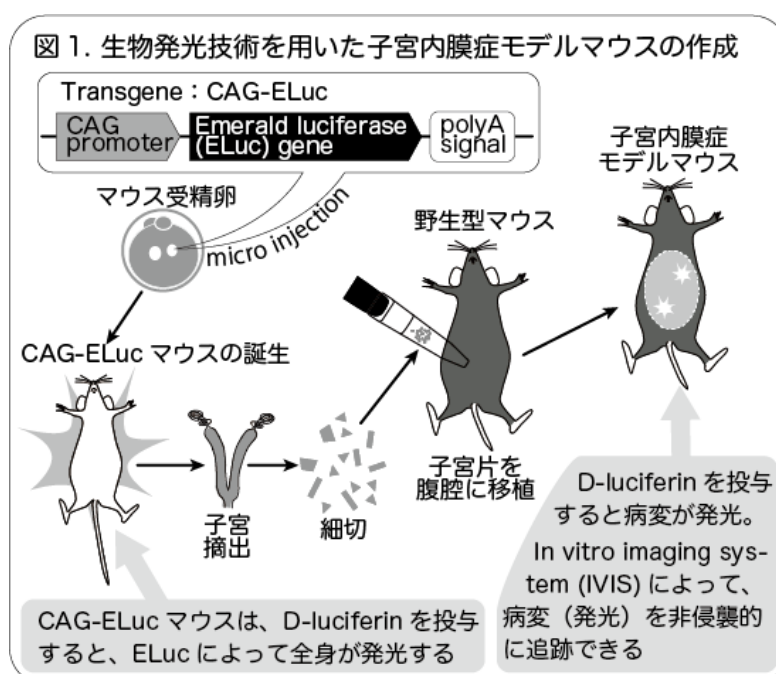 図 1. 生物発光技術を用いた子宮内膜症モデルマウスの作成
Transgene：CAG-ELuc
CAG
promoter
Emerald luciferase
(ELuc) gene
polyA
signal
マウス受精卵
micro injection
CAG-ELuc マウスの誕生
子宮
摘出
細切
野生型マウス
子宮片を
腹腔に移植
子宮内膜症
モデルマウス
CAG-ELuc マウスは、D-luciferin を投与
すると、ELuc によって全身が発光する
D-luciferin を投与
すると病変が発光。
In vitro imaging sys-
tem (IVIS) によって、
病変（発光）を非侵襲的
に追跡できる